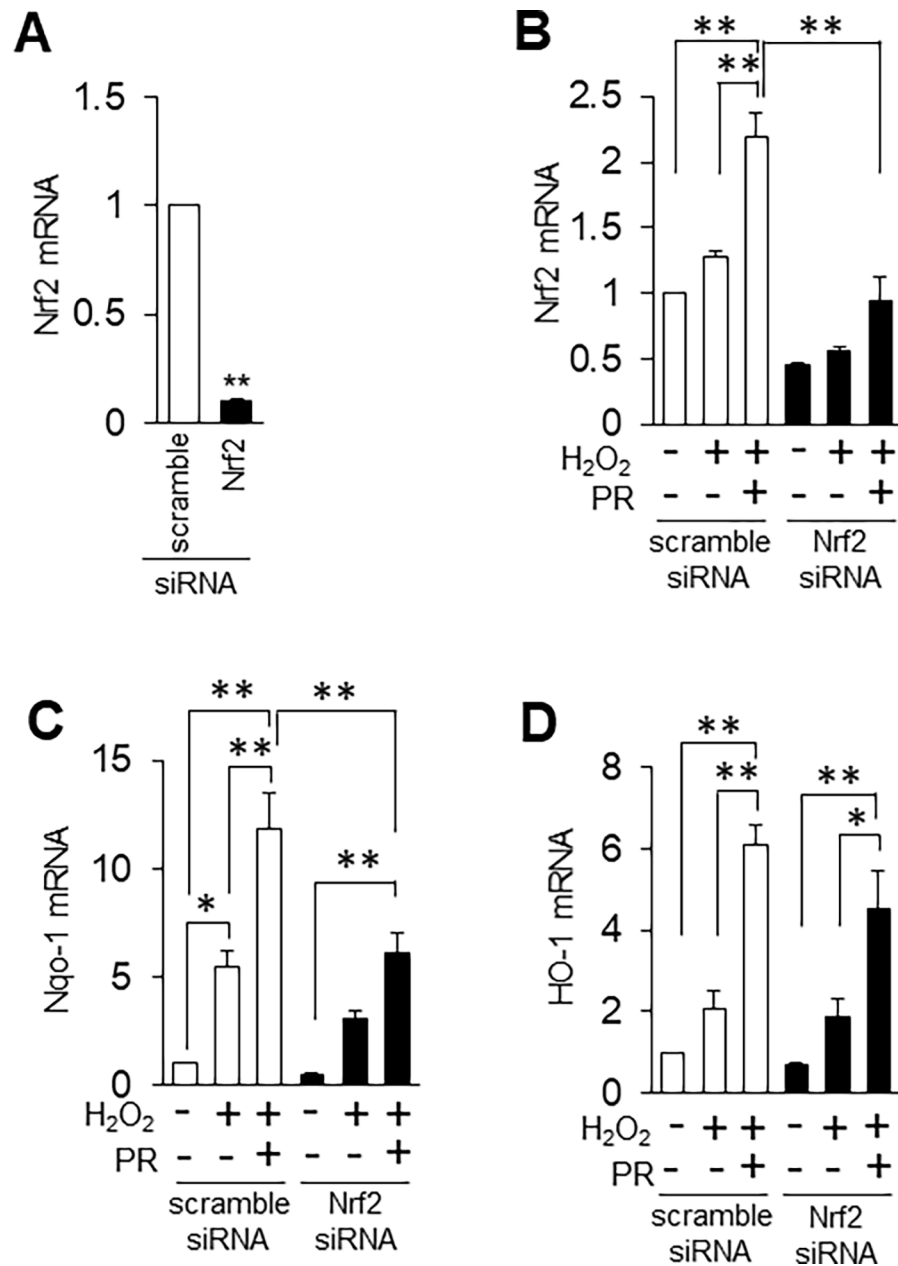 A
Nrf2 mRNA
1.5
1
0.5
0
**
scramble
Nrf2
siRNA
B
**
**
**
Nrf2 mRNA
2.5
2
1.5
1
0.5
0
H₂O₂ - + + - + +
PR - - + - - +
scramble siRNA
Nrf2 siRNA
C
**
**
**
**
*
Nqo-1 mRNA
15
10
5
0
H₂O₂ - + + - + +
PR - - + - - +
scramble siRNA
Nrf2 siRNA
D
**
**
**
*
HO-1 mRNA
8
6
4
2
0
H₂O₂ - + + - + +
PR - - + - - +
scramble siRNA
Nrf2 siRNA